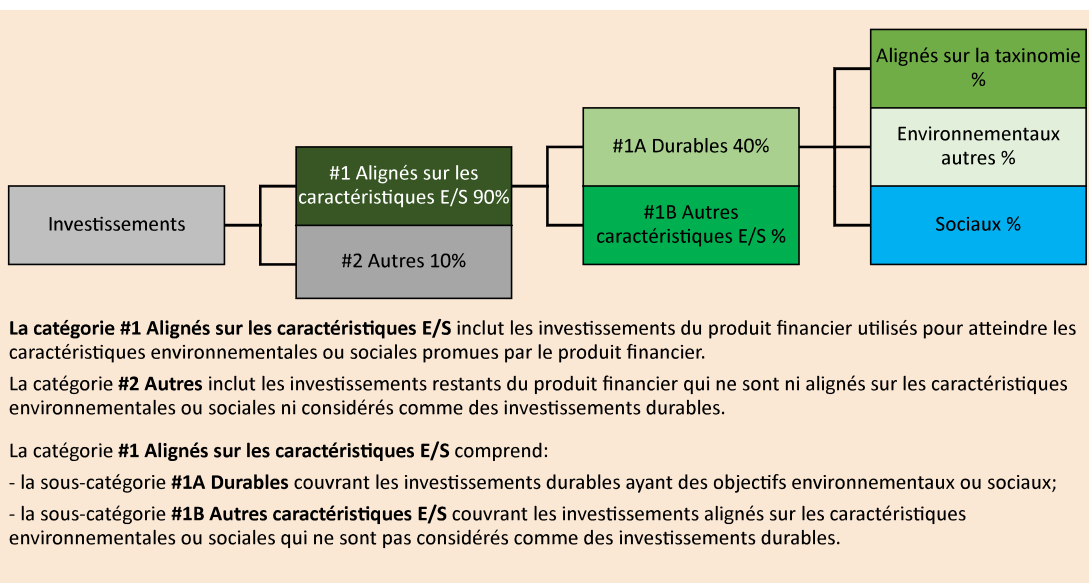 Investissements
#1 Alignés sur les
caractéristiques E/S 90%
#2 Autres 10%
#1A Durables 40%
#1B Autres
caractéristiques E/S %
Alignés sur la taxinomie
%
Environnementaux
autres %
Sociaux %
La catégorie #1 Alignés sur les caractéristiques E/S inclut les investissements du produit financier utilisés pour atteindre les
caractéristiques environnementales ou sociales promues par le produit financier.
La catégorie #2 Autres inclut les investissements restants du produit financier qui ne sont ni alignés sur les caractéristiques
environnementales ou sociales ni considérés comme des investissements durables.
La catégorie #1 Alignés sur les caractéristiques E/S comprend:
- la sous-catégorie #1A Durables couvrant les investissements durables ayant des objectifs environnementaux ou sociaux;
- la sous-catégorie #1B Autres caractéristiques E/S couvrant les investissements alignés sur les caractéristiques
environnementales ou sociales qui ne sont pas considérés comme des investissements durables.